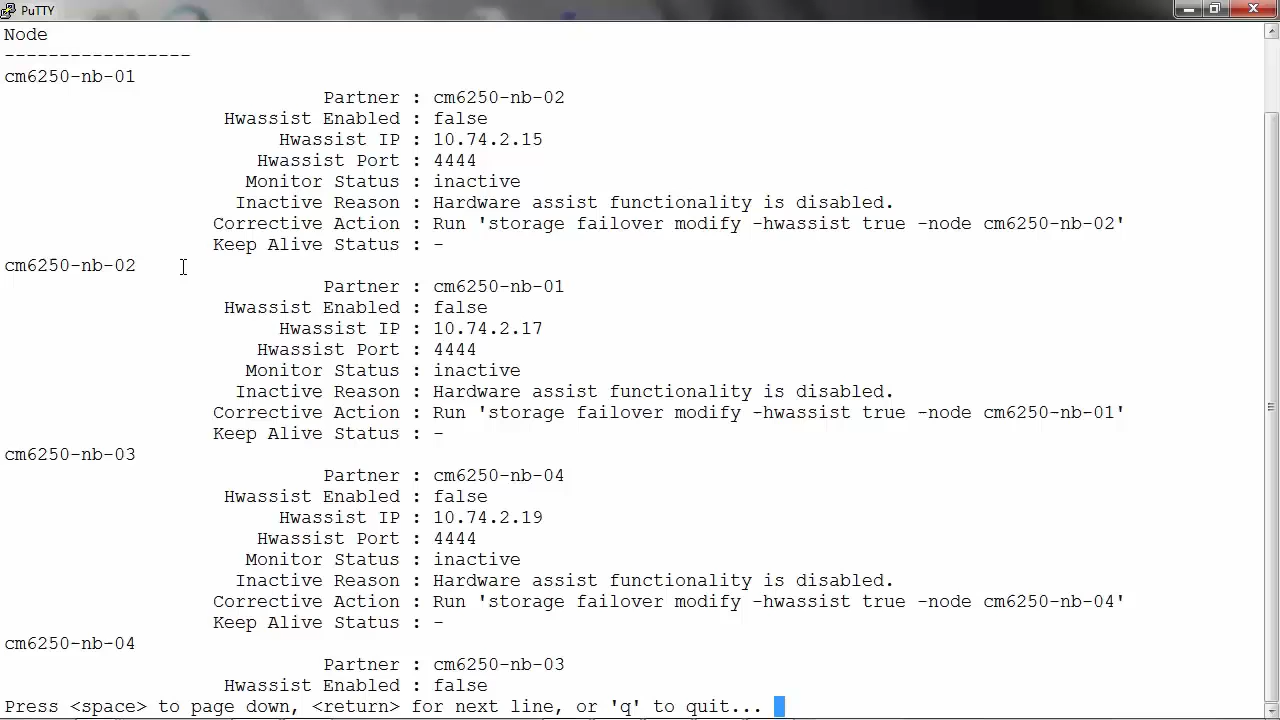 PuTTY
Node
-----------------
cm6250-nb-01
Partner : cm6250-nb-02
Hwassist Enabled : false
Hwassist IP : 10.74.2.15
Hwassist Port : 4444
Monitor Status : inactive
Inactive Reason : Hardware assist functionality is disabled.
Corrective Action : Run 'storage failover modify -hwassist true -node cm6250-nb-02'
Keep Alive Status : -
cm6250-nb-02
Partner : cm6250-nb-01
Hwassist Enabled : false
Hwassist IP : 10.74.2.17
Hwassist Port : 4444
Monitor Status : inactive
Inactive Reason : Hardware assist functionality is disabled.
Corrective Action : Run 'storage failover modify -hwassist true -node cm6250-nb-01'
Keep Alive Status : -
cm6250-nb-03
Partner : cm6250-nb-04
Hwassist Enabled : false
Hwassist IP : 10.74.2.19
Hwassist Port : 4444
Monitor Status : inactive
Inactive Reason : Hardware assist functionality is disabled.
Corrective Action : Run 'storage failover modify -hwassist true -node cm6250-nb-04'
Keep Alive Status : -
cm6250-nb-04
Partner : cm6250-nb-03
Hwassist Enabled : false
Press <space> to page down, <return> for next line, or 'q' to quit...